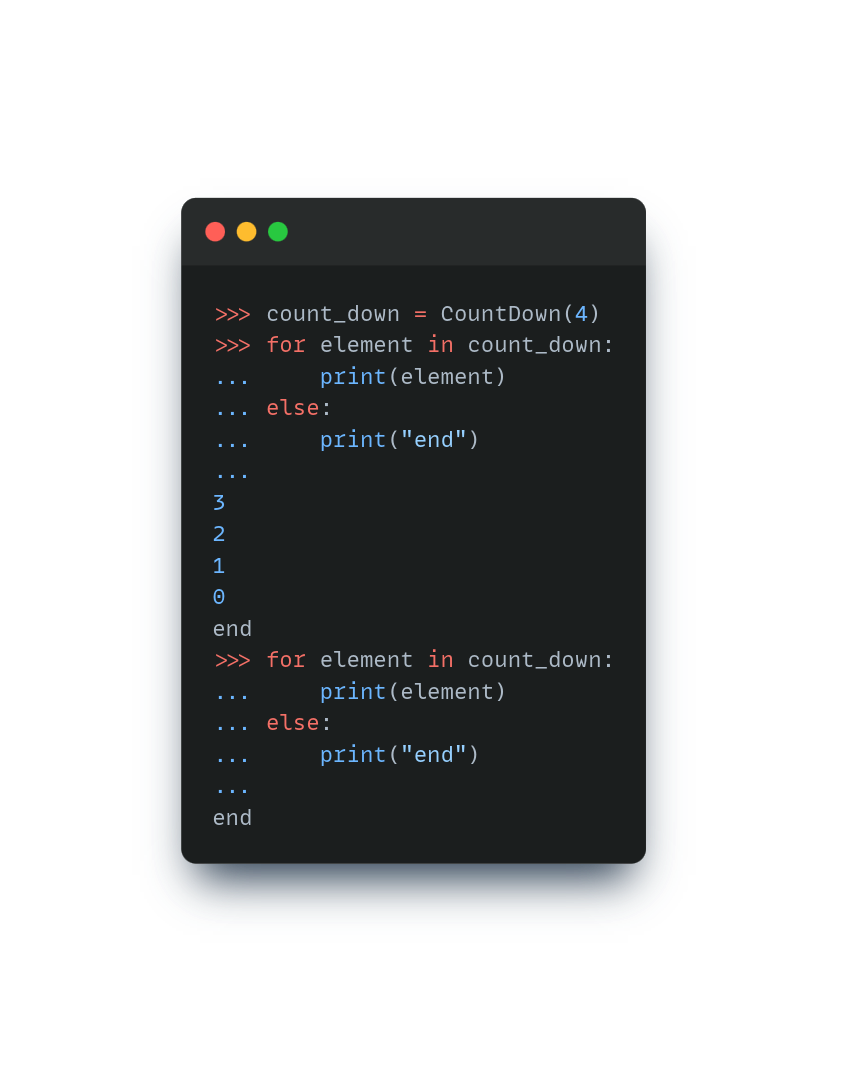 >>> count_down = CountDown(4)
>>> for element in count_down:
...     print(element)
... else:
...     print("end")
...
3
2
1
0
end
>>> for element in count_down:
...     print(element)
... else:
...     print("end")
...
end